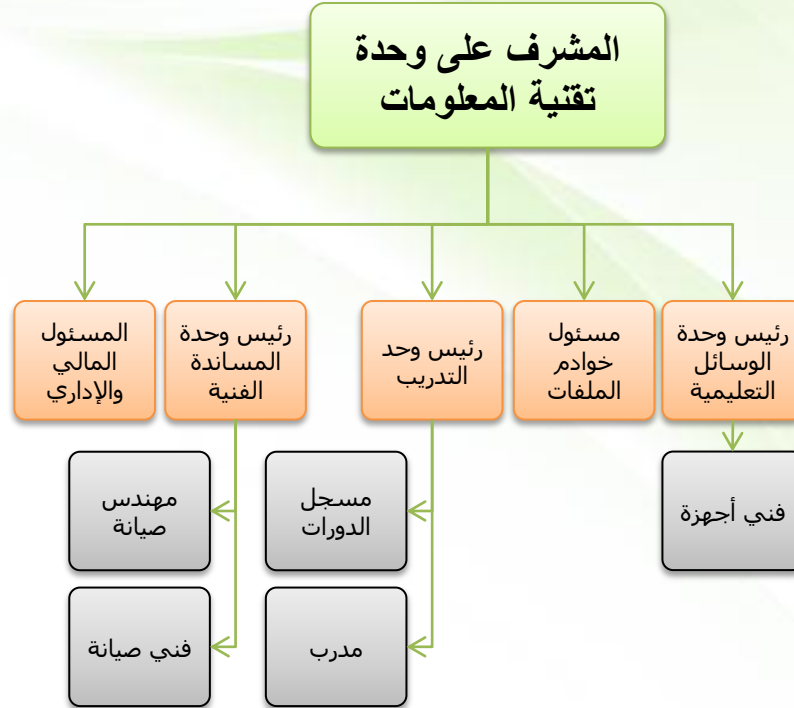 المشرف على وحدة
تقنية المعلومات
رئيس وحدة
الوسائل
التعليمية
مسئول
خوادم
الملفات
رئيس وحد
التدريب
رئيس وحدة
المساندة
الفنية
المسئول
المالي
والإداري
فني أجهزة
مسجل
الدورات
مهندس
صيانة
مدرب
فني صيانة